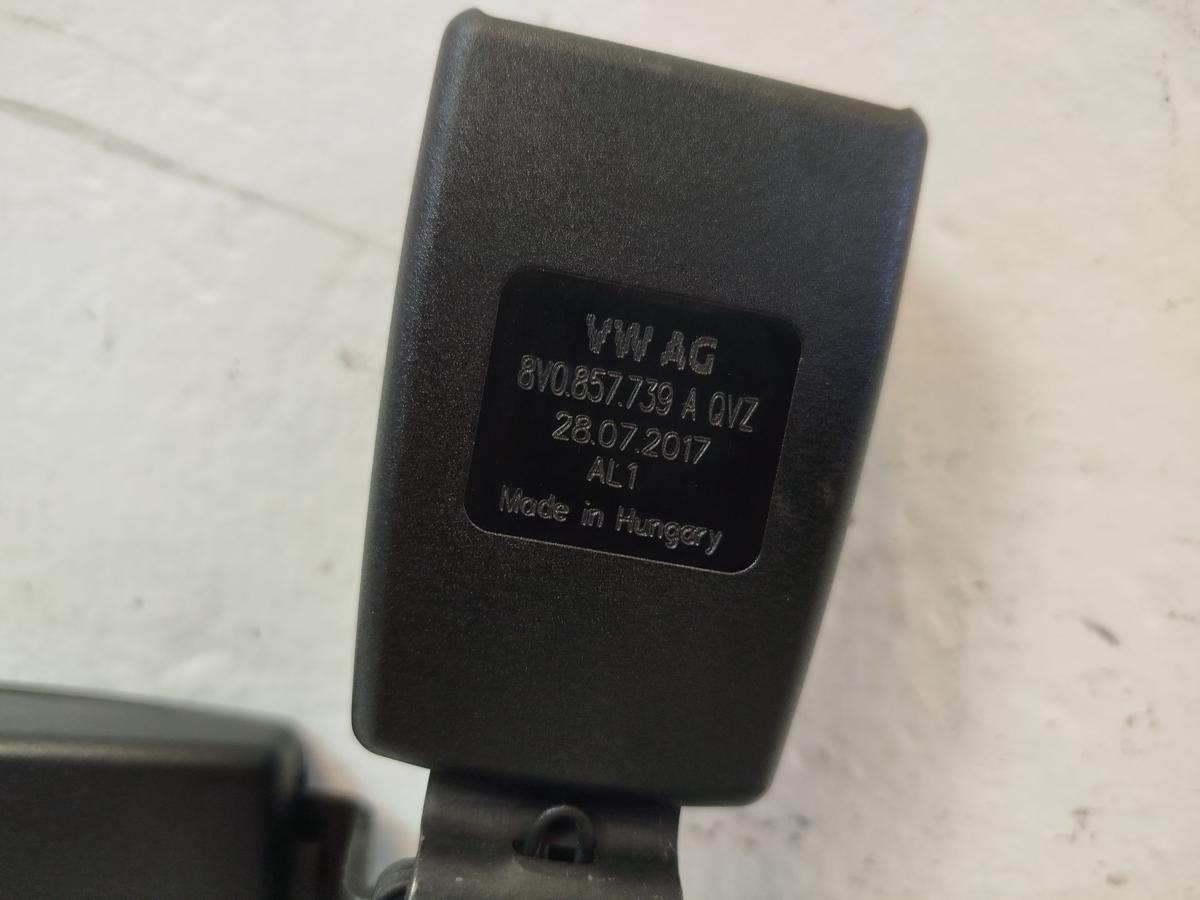 VW AG
8V0.857.739 A QVZ
28.07.2017
AL1
Made in Hungary